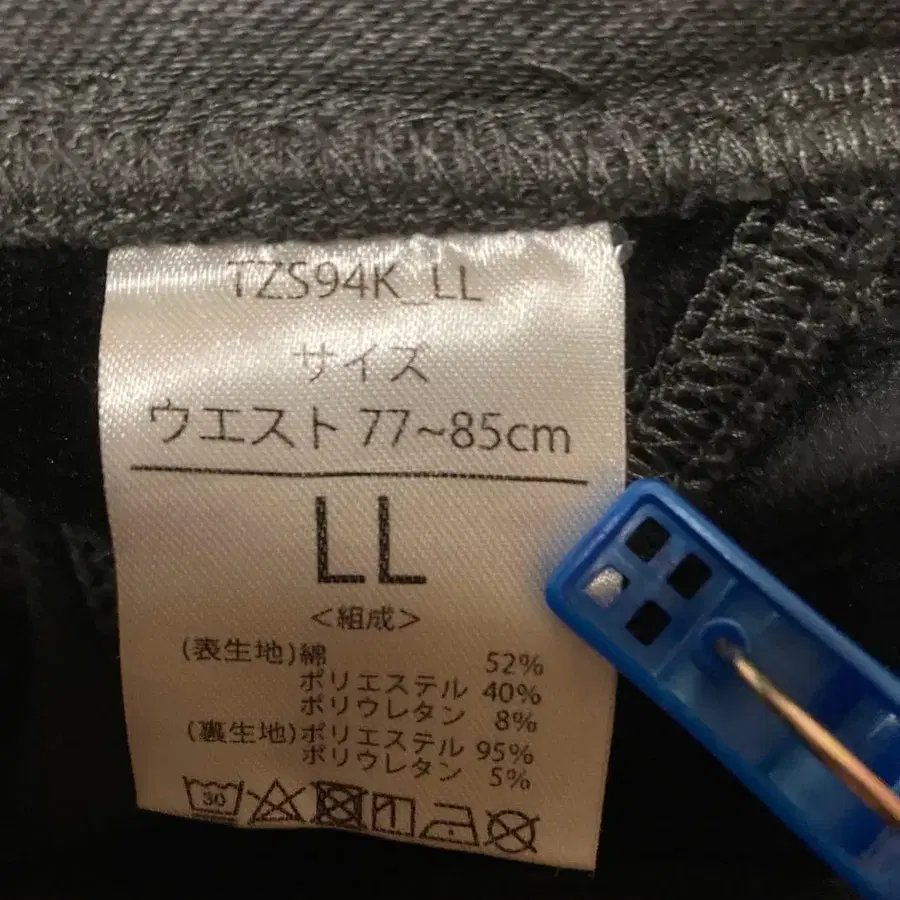 TZS94K_LL
サイズ
ウエスト 77~85cm
LL
<組成>
(表生地)綿 52%
ポリエステル 40%
ポリウレタン 8%
(裏生地)ポリエステル 95%
ポリウレタン 5%
30